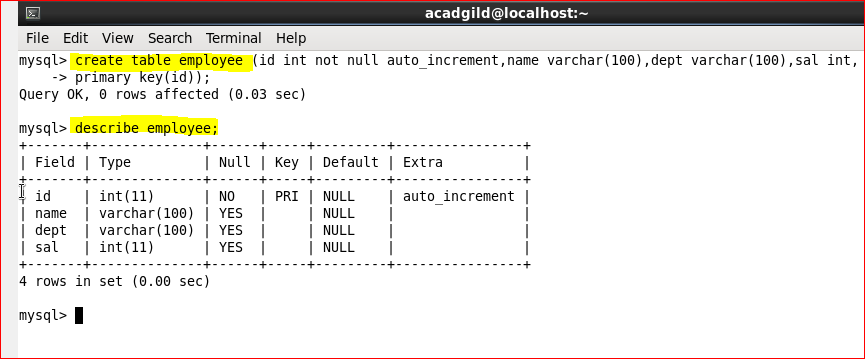 acadgild@localhost:~
File Edit View Search Terminal Help
mysql> create table employee (id int not null auto_increment,name varchar(100),dept varchar(100),sal int,
    -> primary key(id));
Query OK, 0 rows affected (0.03 sec)
mysql> describe employee;
+-------+--------------+------+-----+---------+----------------+
| Field | Type         | Null | Key | Default | Extra          |
+-------+--------------+------+-----+---------+----------------+
| id    | int(11)      | NO   | PRI | NULL    | auto_increment |
| name  | varchar(100) | YES  |     | NULL    |                |
| dept  | varchar(100) | YES  |     | NULL    |                |
| sal   | int(11)      | YES  |     | NULL    |                |
+-------+--------------+------+-----+---------+----------------+
4 rows in set (0.00 sec)
mysql>